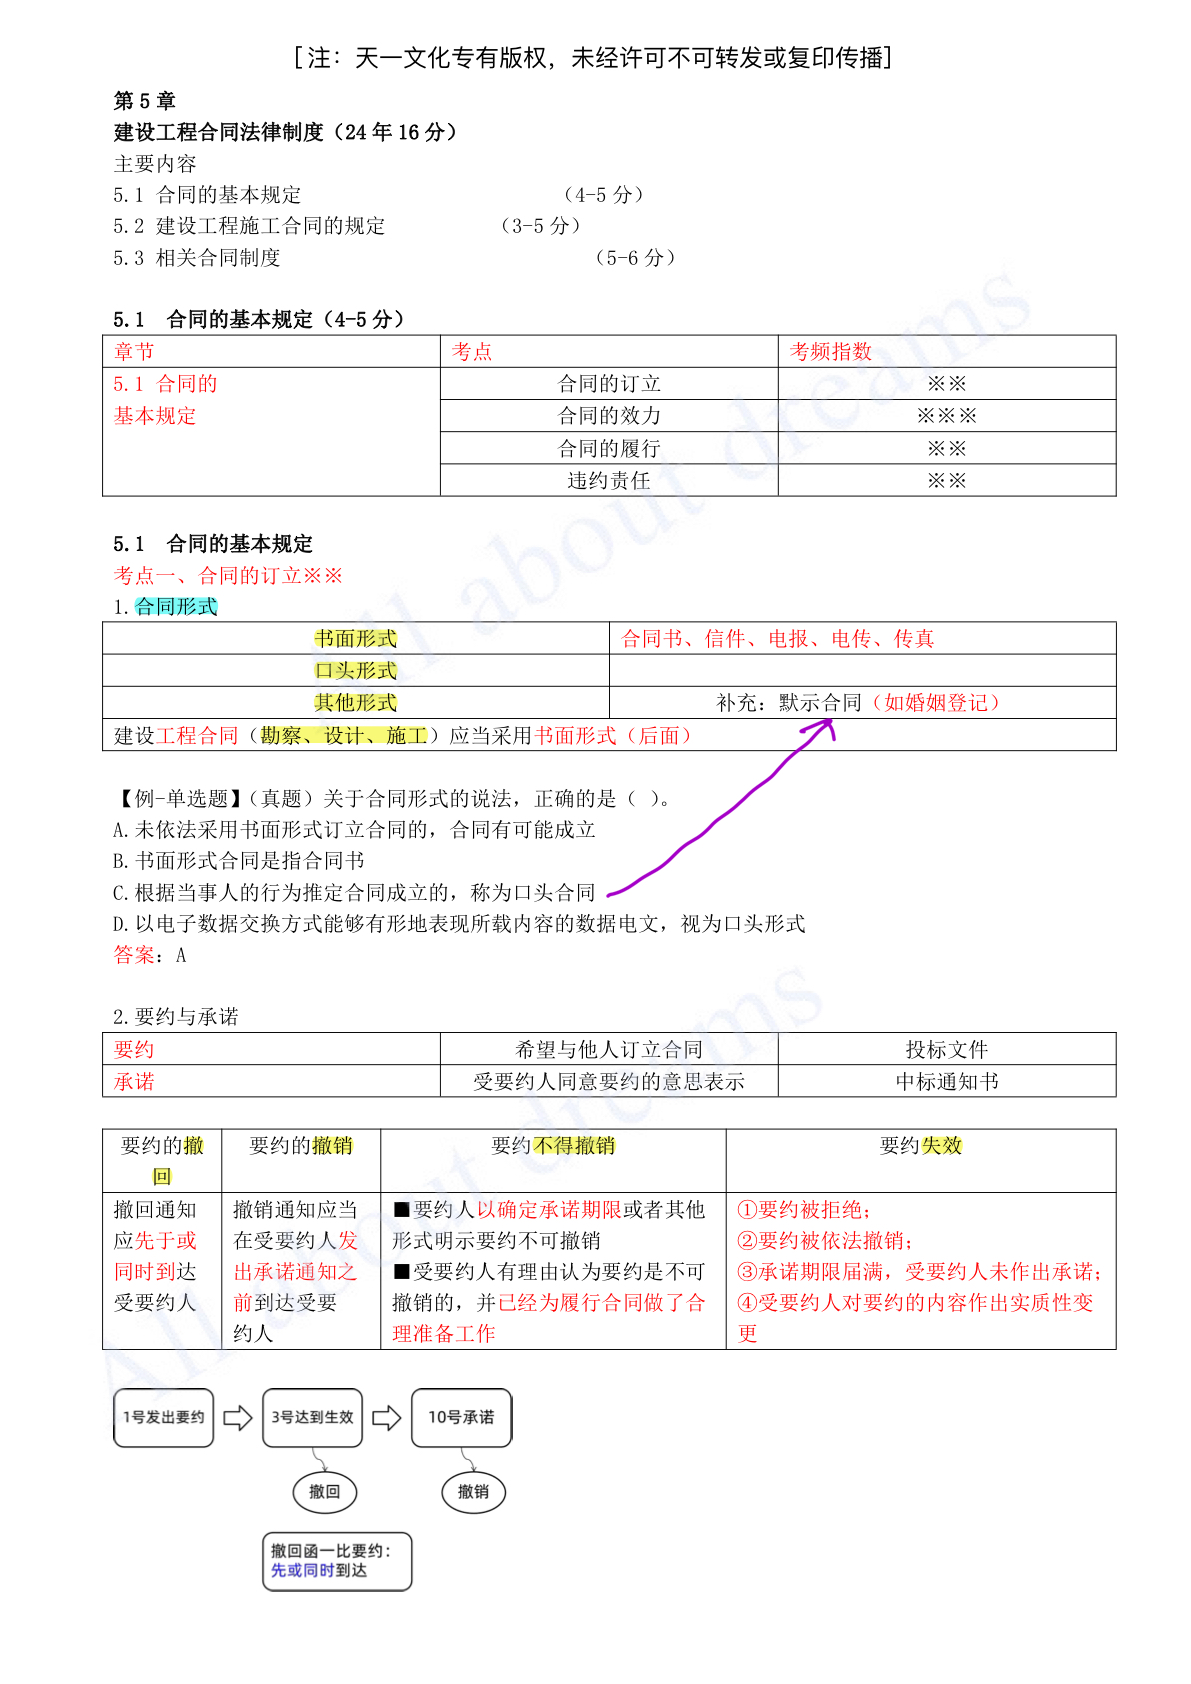 [注：天一文化专有版权，未经许可不可转发或复印传播]
第 5 章
建设工程合同法律制度（24 年 16 分）
主要内容
5.1 合同的基本规定 （4-5 分）
5.2 建设工程施工合同的规定 （3-5 分）
5.3 相关合同制度 （5-6 分）
5.1 合同的基本规定（4-5 分）
章节 考点 考频指数
5.1 合同的
基本规定
合同的订立 ※※
合同的效力 ※※※
合同的履行 ※※
违约责任 ※※
5.1 合同的基本规定
考点一、合同的订立※※
1.合同形式
书面形式 合同书、信件、电报、电传、传真
口头形式
其他形式 补充：默示合同（如婚姻登记）
建设工程合同（勘察、设计、施工）应当采用书面形式（后面）
【例-单选题】（真题）关于合同形式的说法，正确的是（ ）。
A.未依法采用书面形式订立合同的，合同有可能成立
B.书面形式合同是指合同书
C.根据当事人的行为推定合同成立的，称为口头合同
D.以电子数据交换方式能够有形地表现所载内容的数据电文，视为口头形式
答案：A
2.要约与承诺
要约 希望与他人订立合同 投标文件
承诺 受要约人同意要约的意思表示 中标通知书
要约的撤
回
要约的撤销
要约不得撤销
要约失效
撤回通知
应先于或
同时到达
受要约人
撤销通知应当
在受要约人发
出承诺通知之
前到达受要
约人
■要约人以确定承诺期限或者其他
形式明示要约不可撤销
■受要约人有理由认为要约是不可
撤销的，并已经为履行合同做了合
理准备工作
①要约被拒绝；
②要约被依法撤销；
③承诺期限届满，受要约人未作出承诺；
④受要约人对要约的内容作出实质性变
更
1号发出要约 3号达到生效 10号承诺
撤回 撤销
撤回函一比要约：
先或同时到达
All about dreams
All about dreams